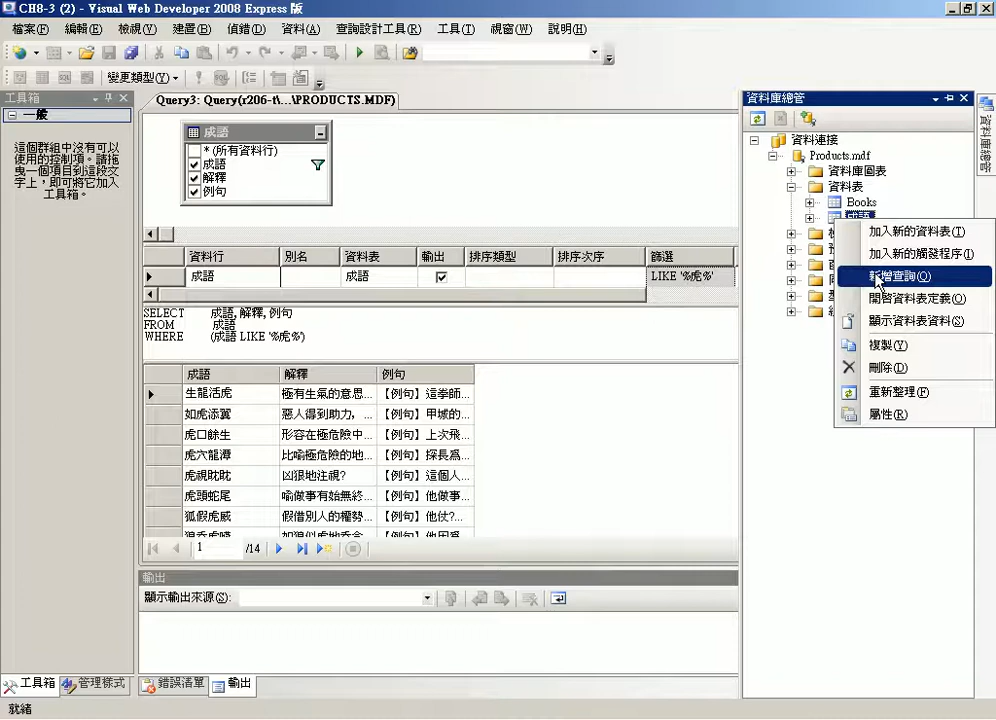 CH8-3 (2) - Visual Web Developer 2008 Express 版
檔案(F) 編輯(E) 檢視(V) 建置(B) 偵錯(D) 資料(A) 查詢設計工具(R) 工具(T) 視窗(W) 說明(H)
變更類型(Y)
工具箱
一般
這個群組中沒有可以
使用的控制項。請拖
曳一個項目到這段文
字上，即可將它加入
工具箱。
Query3: Query(r206-t\...\PRODUCTS.MDF)
成語
* (所有資料行)
成語
解釋
例句
資料行 別名 資料表 輸出 排序類型 排序次序 篩選
成語 成語 LIKE '%虎%'
SELECT 成語, 解釋, 例句
FROM 成語
WHERE (成語 LIKE '%虎%')
成語 解釋 例句
生龍活虎 極有生氣的意思... 【例句】這拳師...
如虎添翼 惡人得到助力， ... 【例句】甲城的...
虎口餘生 形容在極危險中... 【例句】上次飛...
虎穴龍潭 比喻極危險的地... 【例句】探長爲...
虎視眈眈 凶狠地注視? 【例句】這個人...
虎頭蛇尾 喻做事有始無終... 【例句】他做事...
狐假虎威 假借別人的權勢... 【例句】他仗?...
1 /14
輸出
顯示輸出來源(S):
工具箱 管理樣式 錯誤清單 輸出
就緒
資料庫總管
資料連接
Products.mdf
資料庫圖表
資料表
Books
成語
加入新的資料表(T)
加入新的觸發程序(I)
新增查詢(Q)
開啓資料表定義(O)
顯示資料表資料(S)
複製(Y)
刪除(D)
重新整理(F)
屬性(R)
資料庫總管